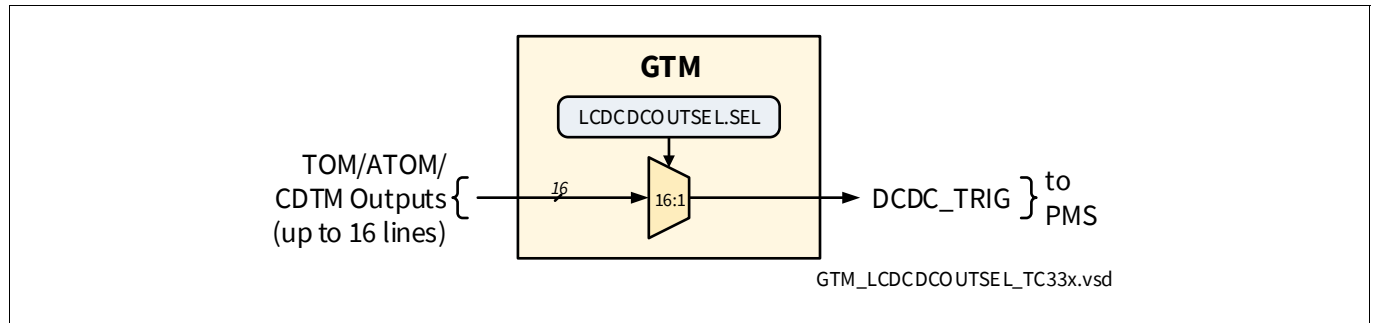 GTM
LCDCDCOUTSEL.SEL
TOM/ATOM/
CDTM Outputs
(up to 16 lines)
16
16:1
DCDC_TRIG
to
PMS
GTM_LCDCDCOUTSEL_TC33x.vsd